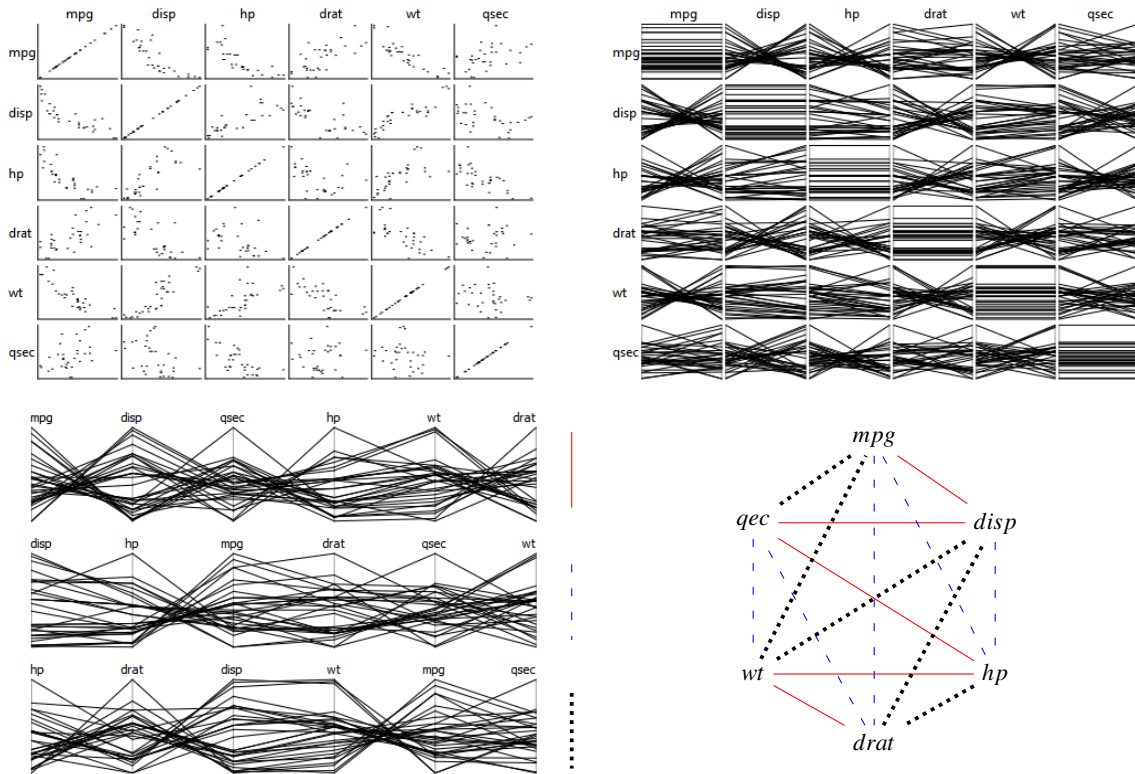 mpg disp hp drat wt qsec
mpg
disp
hp
drat
wt
qsec
mpg disp hp drat wt qsec
mpg
disp
hp
drat
wt
qsec
mpg disp qsec hp wt drat
disp hp mpg drat qsec wt
hp drat disp wt mpg qsec
mpg
qec disp
wt hp
drat